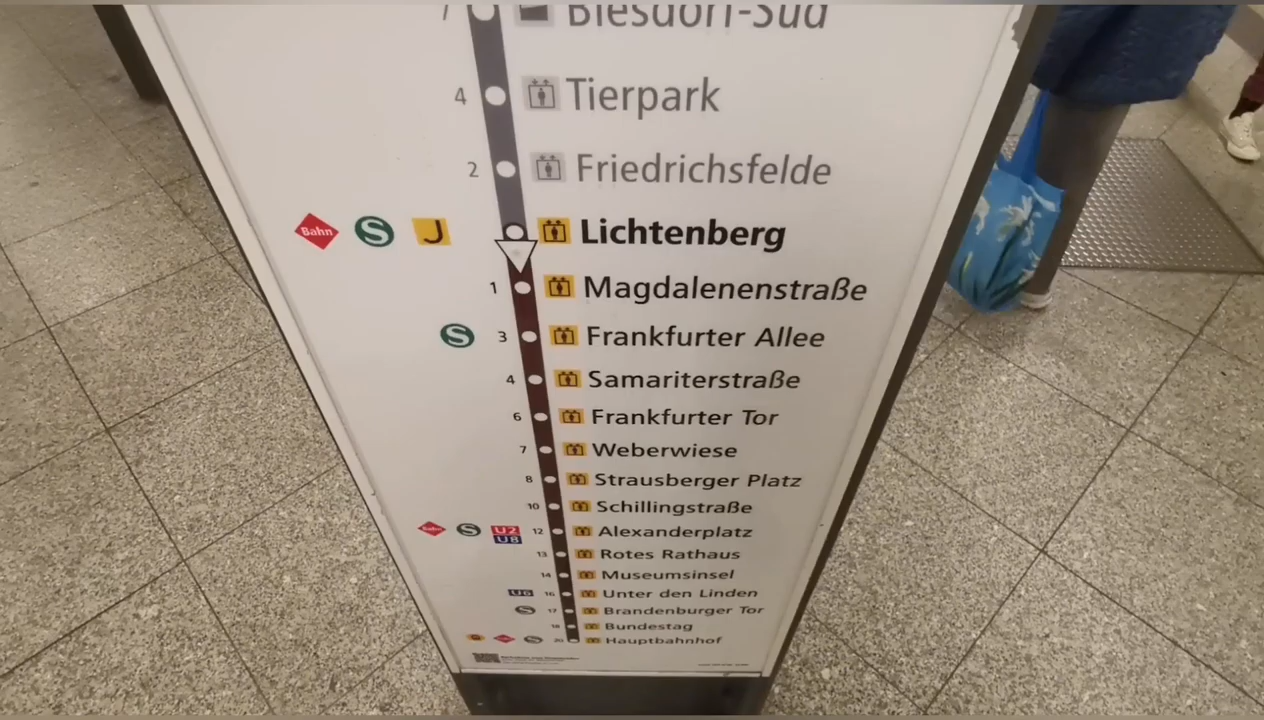 7 Biesdorf-Süd
4 Tierpark
2 Friedrichsfelde
Bahn S J Lichtenberg
1 Magdalenenstraße
S 3 Frankfurter Allee
4 Samariterstraße
6 Frankfurter Tor
7 Weberwiese
8 Strausberger Platz
10 Schillingstraße
Bahn S U2 U8 12 Alexanderplatz
13 Rotes Rathaus
14 Museumsinsel
U6 16 Unter den Linden
S 17 Brandenburger Tor
18 Bundestag
S 20 Hauptbahnhof